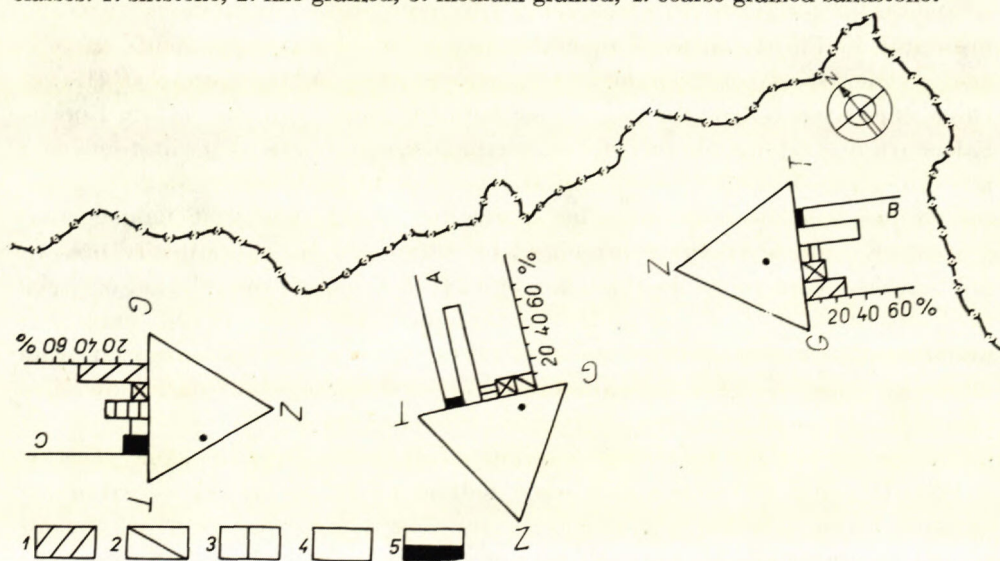 classes: 1. siltstone, 2. fine-grained, 3. medium-grained, 4. coarse-grained sandstone.
N
T
B
Z
G
20 40 60 %
A
20 40 60 %
G
T
Z
G
20 40 60 %
Z
C
T
1 2 3 4 5